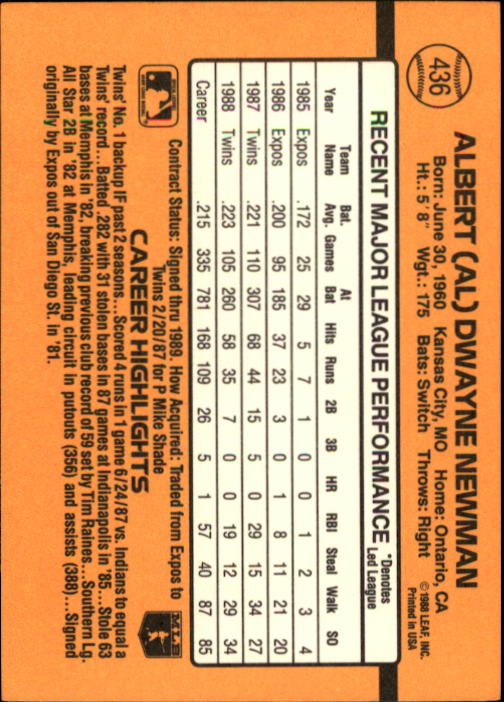 436
ALBERT (AL) DWAYNE NEWMAN
© 1988 LEAF, INC.
Printed in USA
Born: June 30, 1960 Kansas City, MO Home: Ontario, CA
Ht.: 5' 8" Wgt.: 175 Bats: Switch Throws: Right
RECENT MAJOR LEAGUE PERFORMANCE *Denotes
Led League
Team Bat. At
Year Name Avg. Games Bat Hits Runs 2B 3B HR RBI Steal Walk SO
1985 Expos .172 25 29 5 7 1 0 0 1 2 3 4
1986 Expos .200 95 185 37 23 3 0 1 8 11 21 20
1987 Twins .221 110 307 68 44 15 5 0 29 15 34 27
1988 Twins .223 105 260 58 35 7 0 0 19 12 29 34
Career .215 335 781 168 109 26 5 1 57 40 87 85
Contract Status: Signed thru 1989. How Acquired: Traded from Expos to
Twins 2/20/87 for P Mike Shade
MLB
CAREER HIGHLIGHTS
Twins' No. 1 backup IF past 2 seasons...Scored 4 runs in 1 game 6/24/87 vs. Indians to equal a
Twins' record...Batted .282 with 31 stolen bases in 87 games at Indianapolis in '85...Stole 63
bases at Memphis in '82, breaking previous club record of 59 set by Tim Raines...Southern Lg.
All Star 2B in '82 at Memphis, leading circuit in putouts (356) and assists (388)...Signed
originally by Expos out of San Diego St. in '81.